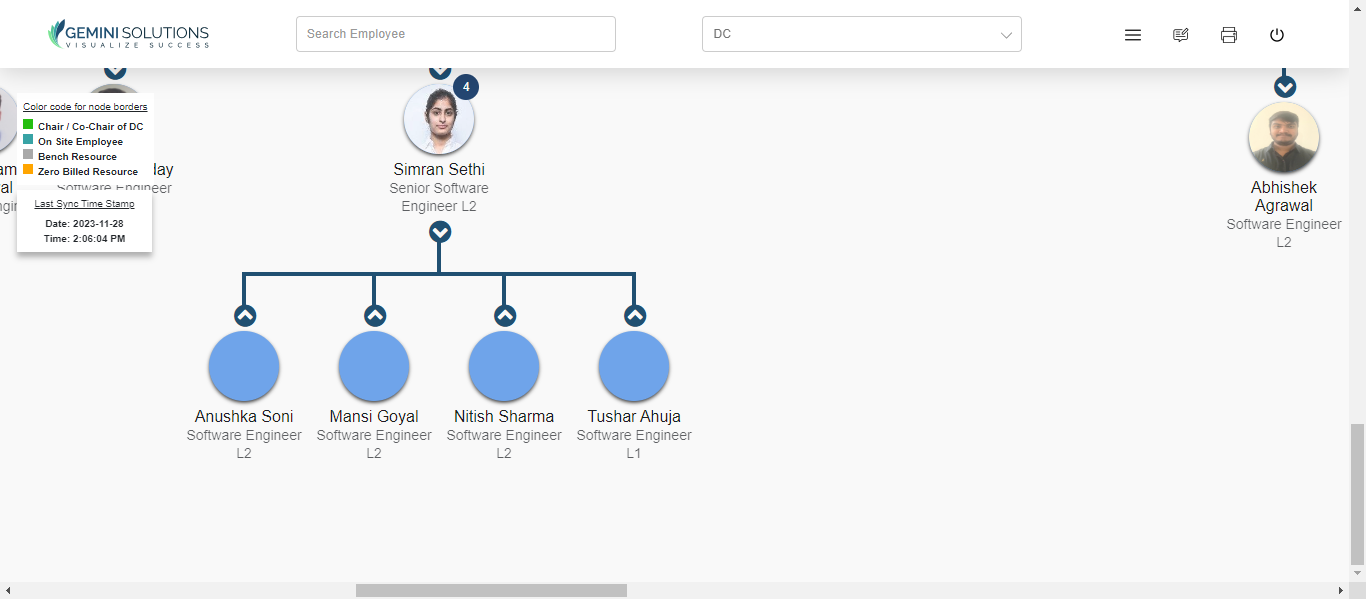 GEMINI SOLUTIONS
VISUALIZE SUCCESS
Search Employee
DC
4
Color code for node borders
Chair / Co-Chair of DC
On Site Employee
Bench Resource
Zero Billed Resource
Last Sync Time Stamp
Date: 2023-11-28
Time: 2:06:04 PM
am
al
day
Software Engineer
Simran Sethi
Senior Software
Engineer L2
Abhishek
Agrawal
Software Engineer
L2
Anushka Soni
Software Engineer
L2
Mansi Goyal
Software Engineer
L2
Nitish Sharma
Software Engineer
L2
Tushar Ahuja
Software Engineer
L1